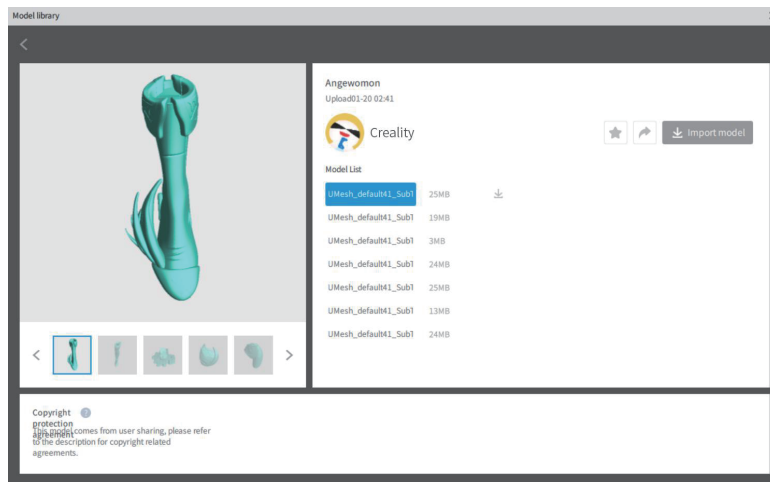 Model library
Angewomon
Upload01-20 02:41
Creality
Import model
Model List
UMesh_default41_Sub1 25MB
UMesh_default41_Sub1 19MB
UMesh_default41_Sub1 3MB
UMesh_default41_Sub1 24MB
UMesh_default41_Sub1 25MB
UMesh_default41_Sub1 13MB
UMesh_default41_Sub1 24MB
Copyright
protection
agreement
This model comes from user sharing, please refer
to the description for copyright related
agreements.